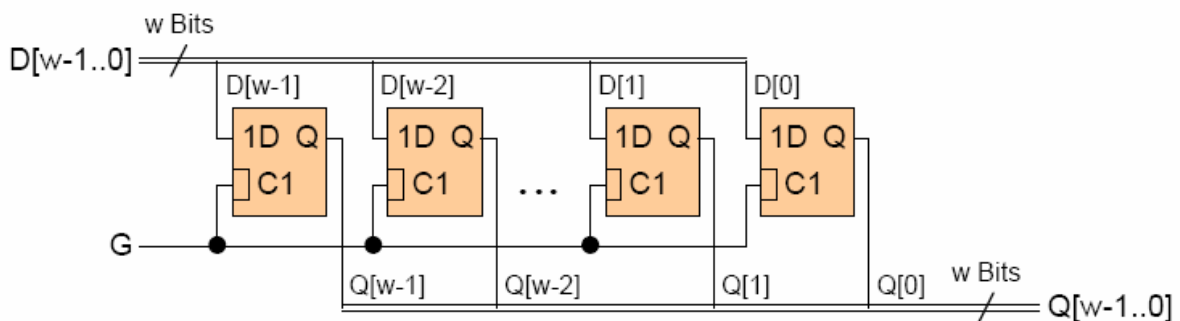 w Bits
D[w-1..0]
D[w-1] D[w-2] D[1] D[0]
1D Q 1D Q 1D Q 1D Q
C1 C1 ... C1 C1
G
Q[w-1] Q[w-2] Q[1] Q[0] w Bits
Q[w-1..0]